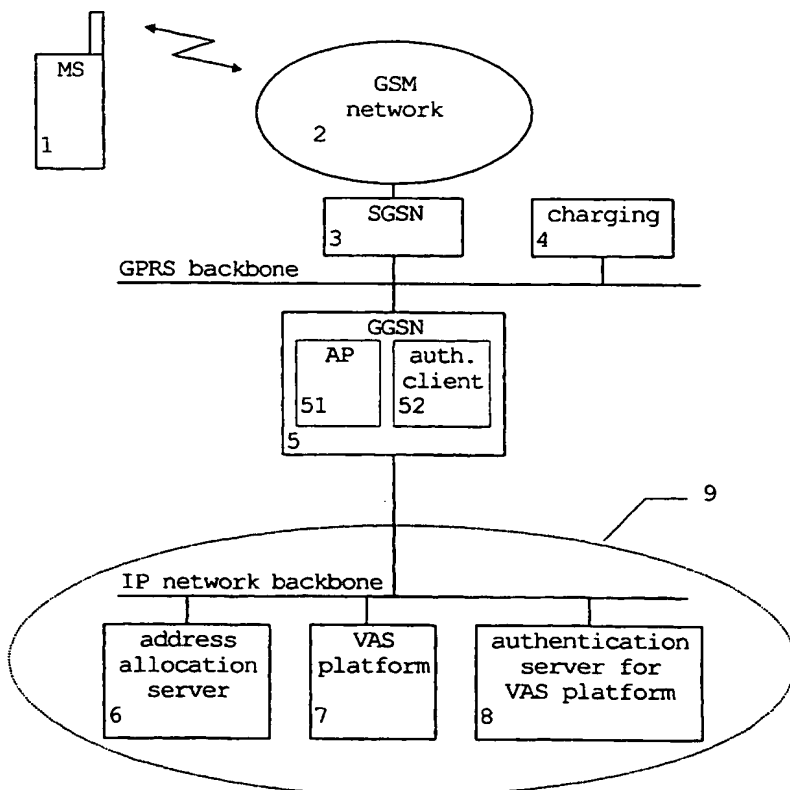 MS
1
GSM
network
2
SGSN
3
charging
4
GPRS backbone
GGSN
AP
51
auth.
client
52
5
9
IP network backbone
address
allocation
server
6
VAS
platform
7
authentication
server for
VAS platform
8